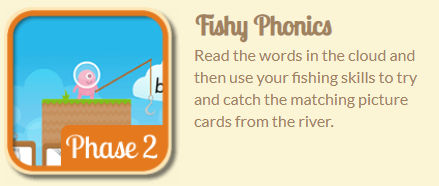 Fishy Phonics
Read the words in the cloud and
then use your fishing skills to try
and catch the matching picture
cards from the river.
b
Phase 2